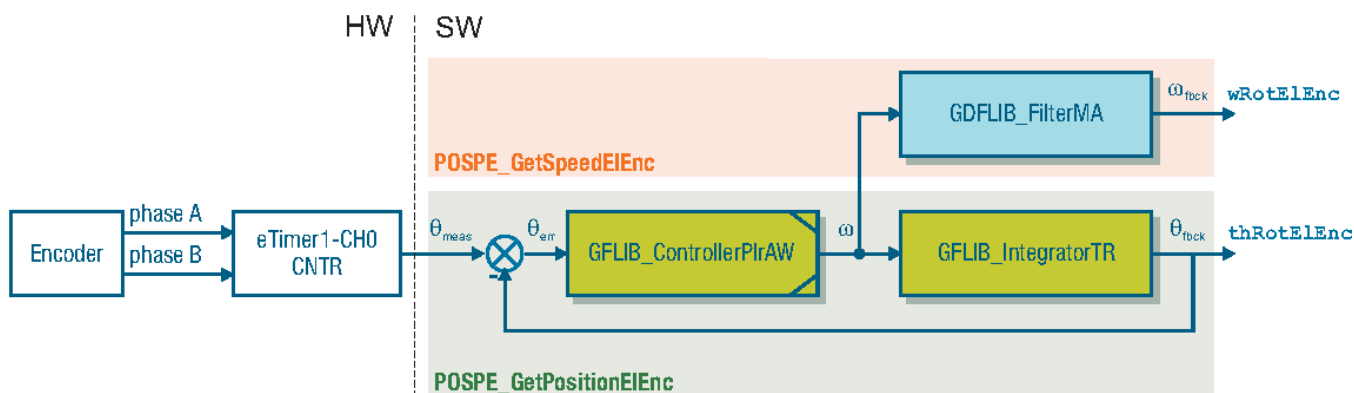 HW
SW
GDFLIB_FilterMA
ωfbck
wRotElEnc
POSPE_GetSpeedElEnc
Encoder
phase A
phase B
eTimer1-CH0
CNTR
θmeas
θerr
GFLIB_ControllerPIrAW
ω
GFLIB_IntegratorTR
θfbck
thRotElEnc
POSPE_GetPositionElEnc